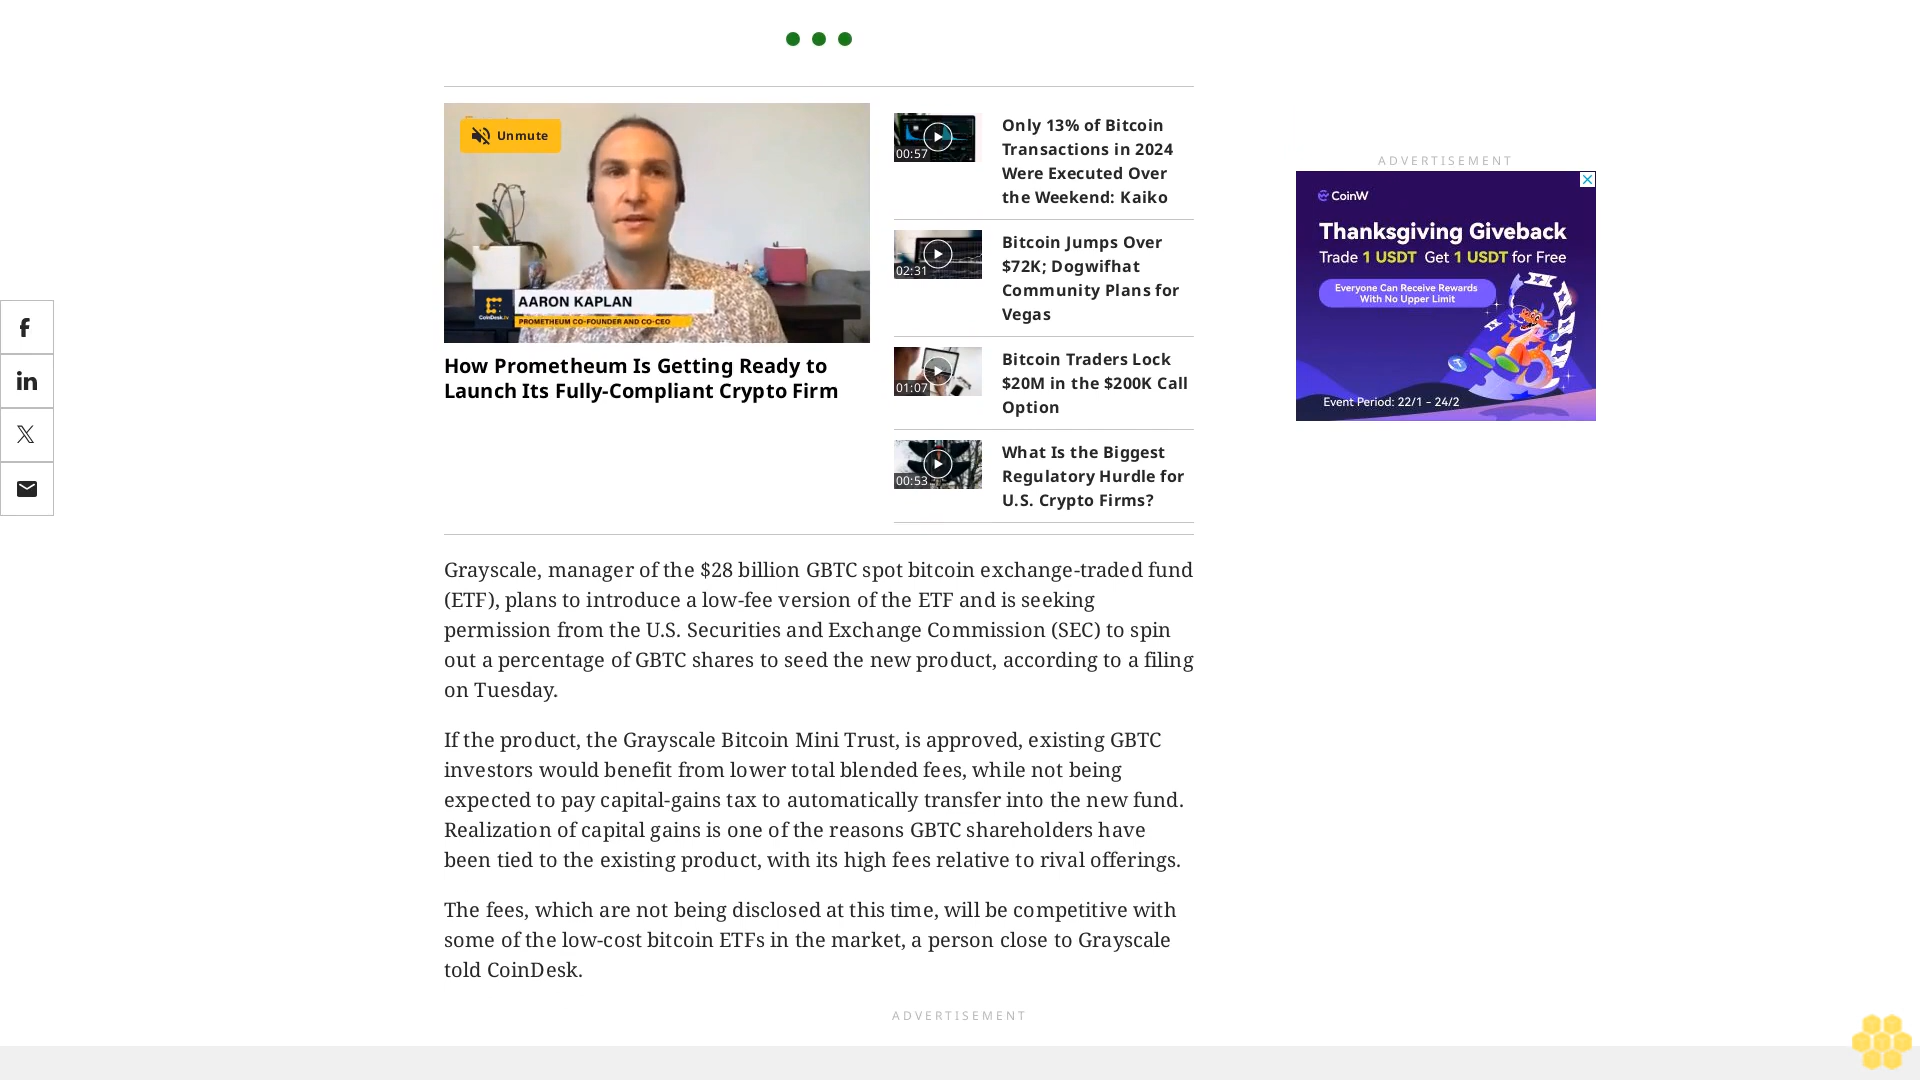 Unmute
AARON KAPLAN
CoinDesk.tv
PROMETHEUM CO-FOUNDER AND CO-CEO
How Prometheum Is Getting Ready to
Launch Its Fully-Compliant Crypto Firm
00:57
Only 13% of Bitcoin
Transactions in 2024
Were Executed Over
the Weekend: Kaiko
02:31
Bitcoin Jumps Over
$72K; Dogwifhat
Community Plans for
Vegas
01:07
Bitcoin Traders Lock
$20M in the $200K Call
Option
00:53
What Is the Biggest
Regulatory Hurdle for
U.S. Crypto Firms?
ADVERTISEMENT
CoinW
Thanksgiving Giveback
Trade 1 USDT Get 1 USDT for Free
Everyone Can Receive Rewards
With No Upper Limit
Event Period: 22/1 - 24/2
Grayscale, manager of the $28 billion GBTC spot bitcoin exchange-traded fund
(ETF), plans to introduce a low-fee version of the ETF and is seeking
permission from the U.S. Securities and Exchange Commission (SEC) to spin
out a percentage of GBTC shares to seed the new product, according to a filing
on Tuesday.
If the product, the Grayscale Bitcoin Mini Trust, is approved, existing GBTC
investors would benefit from lower total blended fees, while not being
expected to pay capital-gains tax to automatically transfer into the new fund.
Realization of capital gains is one of the reasons GBTC shareholders have
been tied to the existing product, with its high fees relative to rival offerings.
The fees, which are not being disclosed at this time, will be competitive with
some of the low-cost bitcoin ETFs in the market, a person close to Grayscale
told CoinDesk.
ADVERTISEMENT